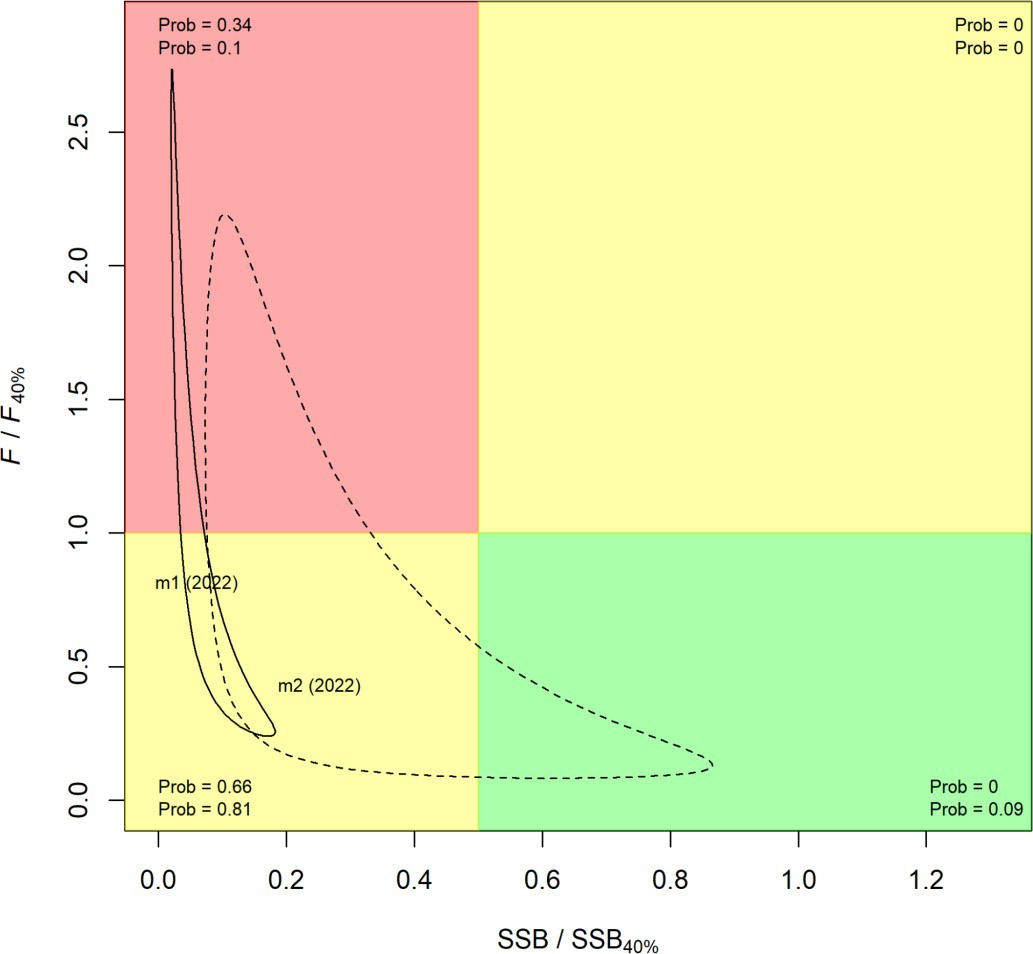 Prob = 0.34
Prob = 0.1
Prob = 0
Prob = 0
2.5
2.0
1.5
1.0
0.5
0.0
F / F40%
m1 (2022)
m2 (2022)
Prob = 0.66
Prob = 0.81
Prob = 0
Prob = 0.09
0.0 0.2 0.4 0.6 0.8 1.0 1.2
SSB / SSB40%